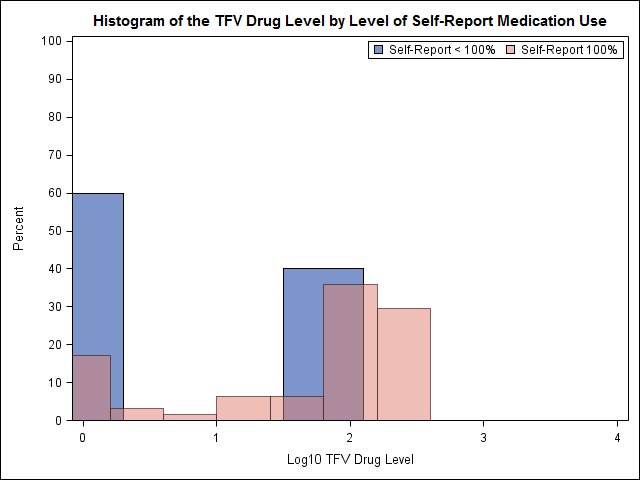 Histogram of the TFV Drug Level by Level of Self-Report Medication Use
Self-Report < 100% Self-Report 100%
Percent
100
90
80
70
60
50
40
30
20
10
0
0 1 2 3 4
Log10 TFV Drug Level